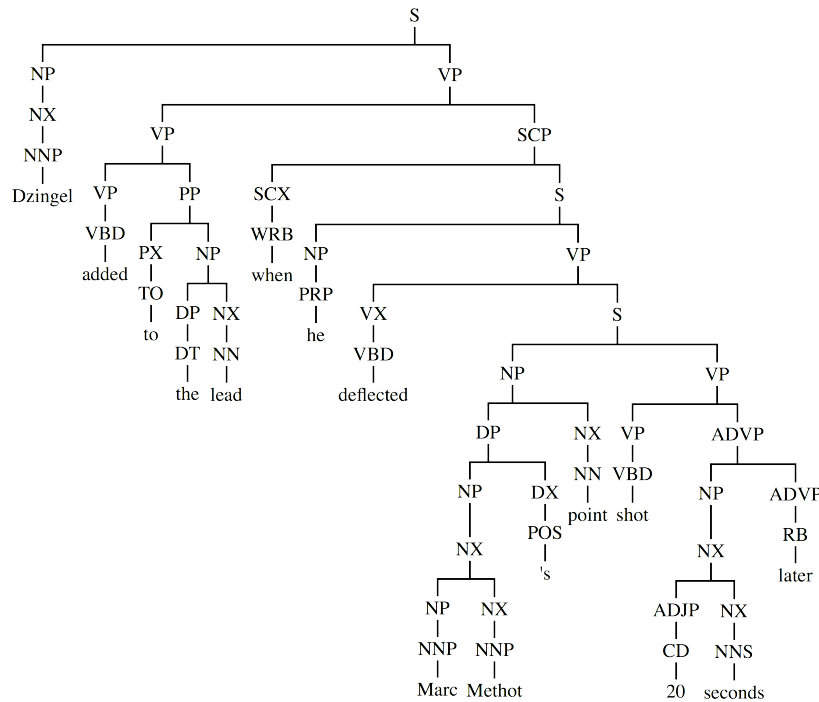 S
NP VP
NX
VP SCP
NNP
Dzingel VP PP SCX S
VBD WRB
PX NP NP VP
added when
TO PRP
DP NX VX S
to he
DT NN VBD
NP VP
the lead deflected
DP NX VP ADVP
NN VBD
NP DX NP ADVP
point shot
POS RB
NX NX
's later
NP NX ADJP NX
NNP NNP CD NNS
Marc Methot 20 seconds